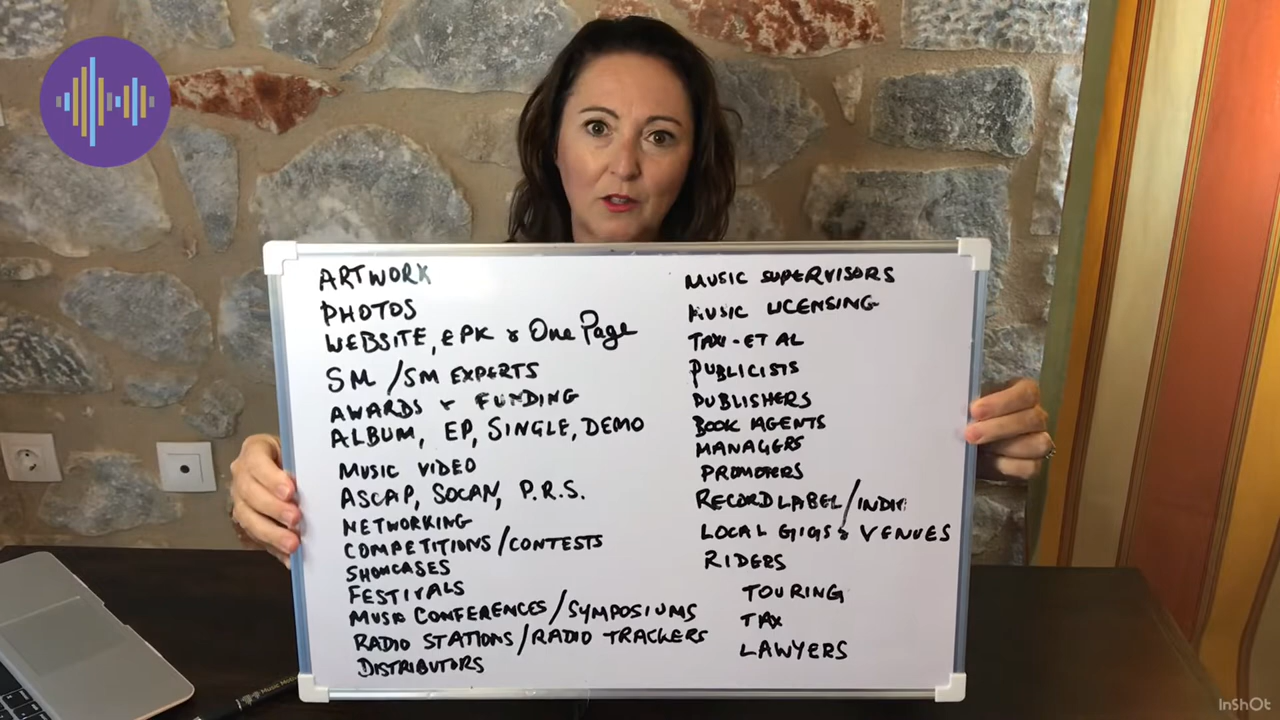 ARTWORK
PHOTOS
WEBSITE, EPK & One Page
SM / SM EXPERTS
AWARDS & FUNDING
ALBUM, EP, SINGLE, DEMO
MUSIC VIDEO
ASCAP, SOCAN, P.R.S.
NETWORKING
COMPETITIONS / CONTESTS
SHOWCASES
FESTIVALS
MUSIC CONFERENCES / SYMPOSIUMS
RADIO STATIONS / RADIO TRACKERS
DISTRIBUTORS
MUSIC SUPERVISORS
MUSIC LICENSING
TAXI - ET AL
PUBLICISTS
PUBLISHERS
BOOK AGENTS
MANAGERS
PROMOTERS
RECORD LABEL / INDI
LOCAL GIGS & VENUES
RIDERS
TOURING
TAX
LAWYERS
InShOt